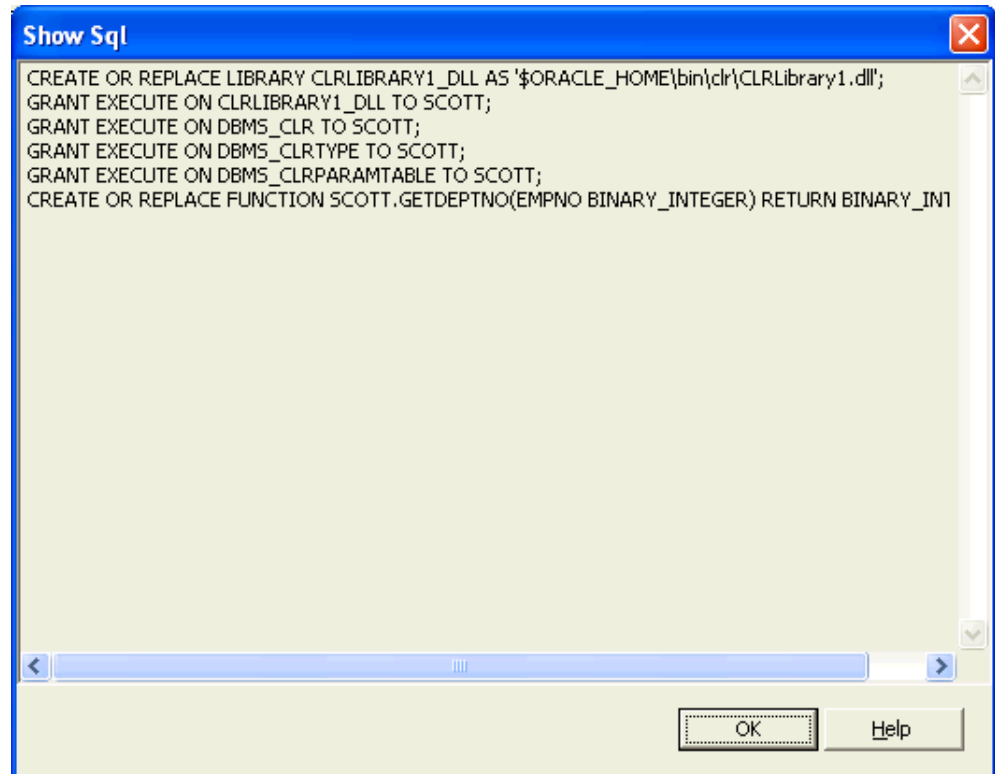 Show Sql
CREATE OR REPLACE LIBRARY CLRLIBRARY1_DLL AS '$ORACLE_HOME\bin\clr\CLRLibrary1.dll';
GRANT EXECUTE ON CLRLIBRARY1_DLL TO SCOTT;
GRANT EXECUTE ON DBMS_CLR TO SCOTT;
GRANT EXECUTE ON DBMS_CLRTYPE TO SCOTT;
GRANT EXECUTE ON DBMS_CLRPARAMTABLE TO SCOTT;
CREATE OR REPLACE FUNCTION SCOTT.GETDEPTNO(EMPNO BINARY_INTEGER) RETURN
OK Help